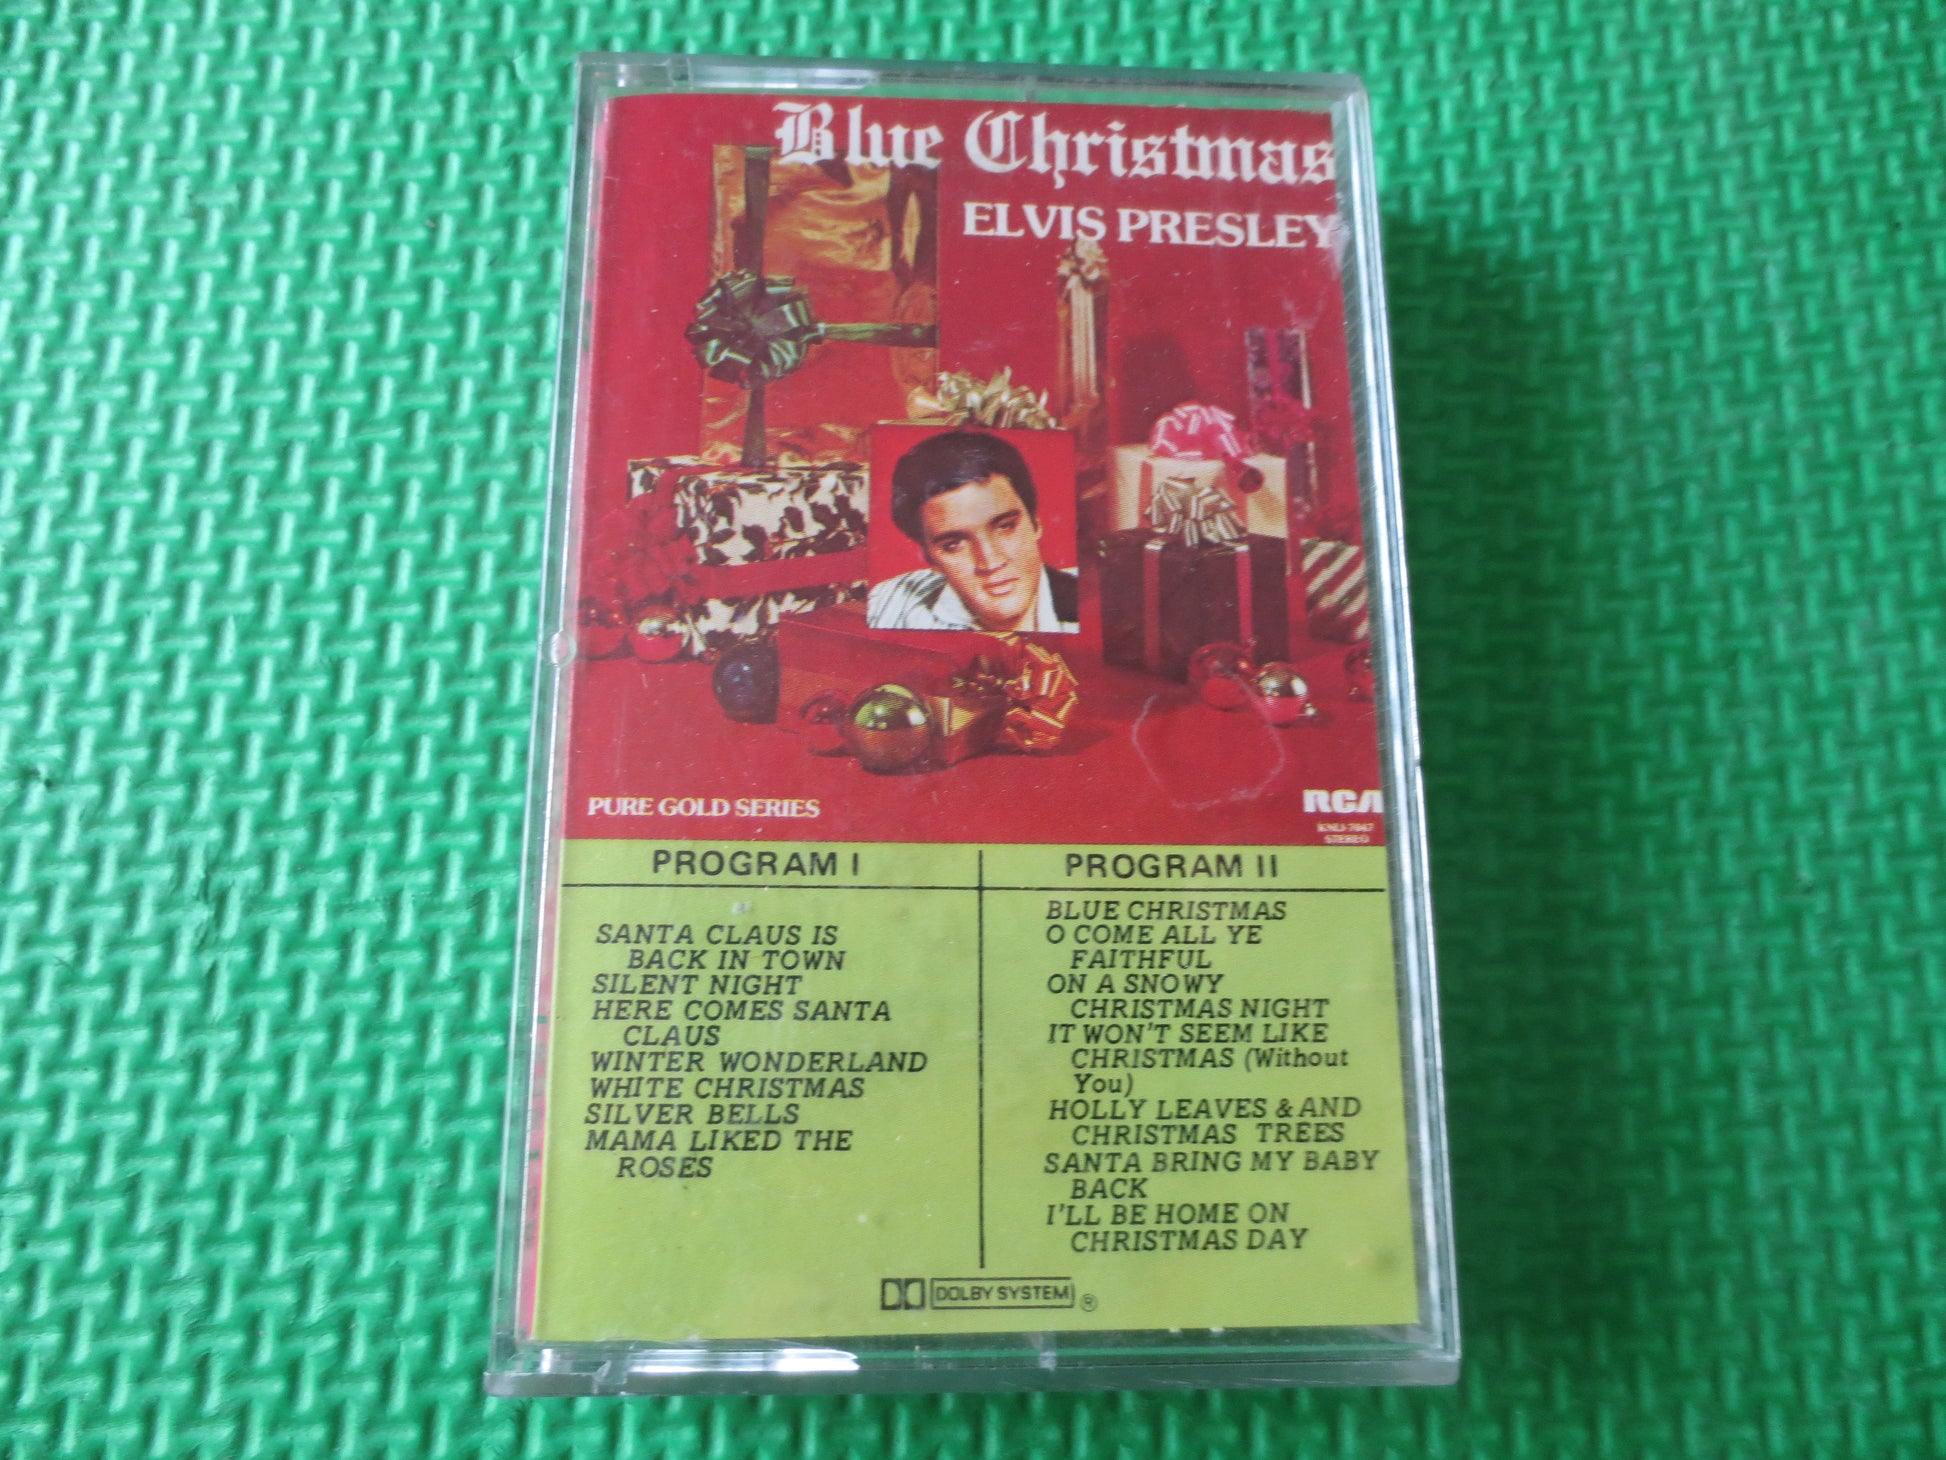 Blue Christmas
ELVIS PRESLEY
PURE GOLD SERIES
RCA
STEREO
PROGRAM I
SANTA CLAUS IS
BACK IN TOWN
SILENT NIGHT
HERE COMES SANTA
CLAUS
WINTER WONDERLAND
WHITE CHRISTMAS
SILVER BELLS
MAMA LIKED THE
ROSES
PROGRAM II
BLUE CHRISTMAS
O COME ALL YE
FAITHFUL
ON A SNOWY
CHRISTMAS NIGHT
IT WON'T SEEM LIKE
CHRISTMAS (Without
You)
HOLLY LEAVES & AND
CHRISTMAS TREES
SANTA BRING MY BABY
BACK
I'LL BE HOME ON
CHRISTMAS DAY
DOLBY SYSTEM ®